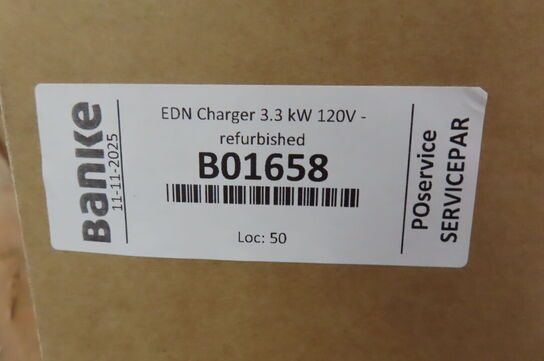 Banke
11-11-2025
EDN Charger 3.3 kW 120V -
refurbished
B01658
Loc: 50
POservice
SERVICEPAR